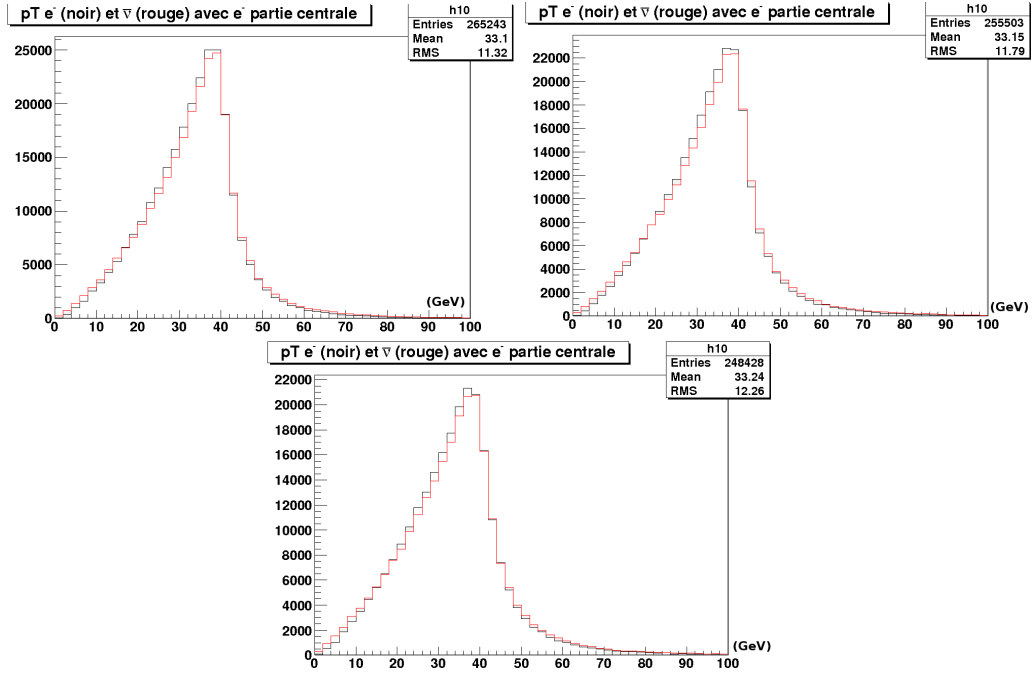 pT e⁻ (noir) et ν̅ (rouge) avec e⁻ partie centrale
h10
Entries 265243
Mean 33.1
RMS 11.32
25000
20000
15000
10000
5000
0
0 10 20 30 40 50 60 70 80 90 100
(GeV)
pT e⁻ (noir) et ν̅ (rouge) avec e⁻ partie centrale
h10
Entries 255503
Mean 33.15
RMS 11.79
22000
20000
18000
16000
14000
12000
10000
8000
6000
4000
2000
0
0 10 20 30 40 50 60 70 80 90 100
(GeV)
pT e⁻ (noir) et ν̅ (rouge) avec e⁻ partie centrale
h10
Entries 248428
Mean 33.24
RMS 12.26
22000
20000
18000
16000
14000
12000
10000
8000
6000
4000
2000
0
0 10 20 30 40 50 60 70 80 90 100
(GeV)